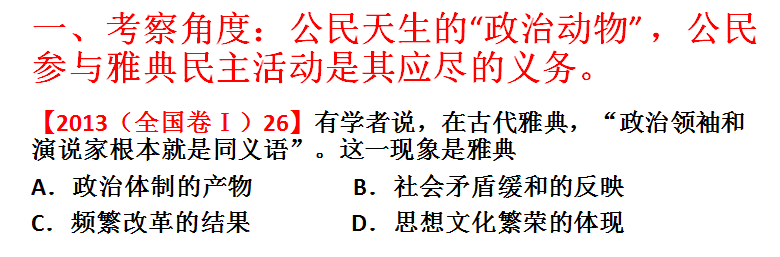 一、考察角度：公民天生的“政治动物”，公民
参与雅典民主活动是其应尽的义务。
【2013（全国卷Ⅰ）26】有学者说，在古代雅典，“政治领袖和
演说家根本就是同义语”。这一现象是雅典
A．政治体制的产物 B．社会矛盾缓和的反映
C．频繁改革的结果 D．思想文化繁荣的体现